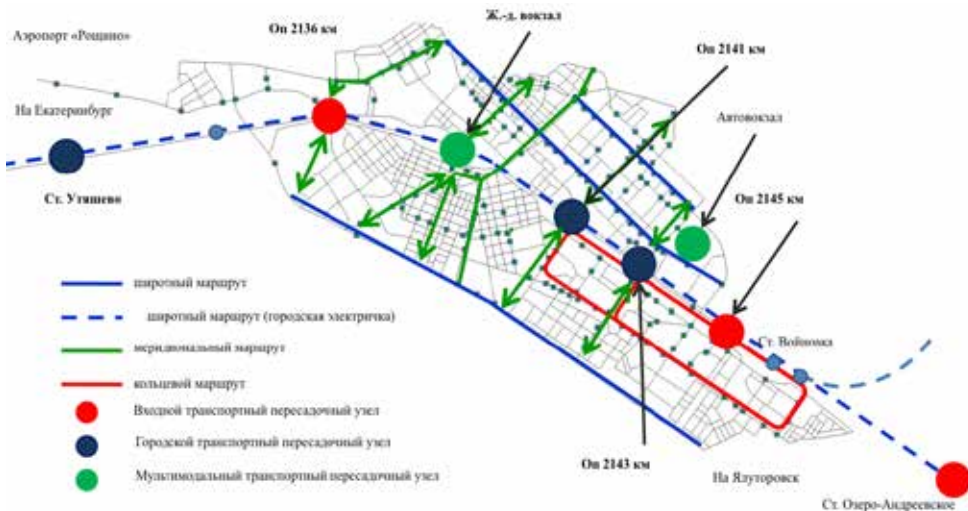 Ж.-д. вокзал
Оп 2136 км
Аэропорт «Рощино»
Оп 2141 км
На Екатеринбург
Автовокзал
Ст. Утяшево
Оп 2145 км
широтный маршрут
широтный маршрут (городская электричка)
Ст. Войновка
меридиональный маршрут
кольцевой маршрут
Входной транспортный пересадочный узел
Городской транспортный пересадочный узел
Оп 2143 км
Мультимодальный транспортный пересадочный узел
На Ялуторовск
Ст. Озеро-Андреевское